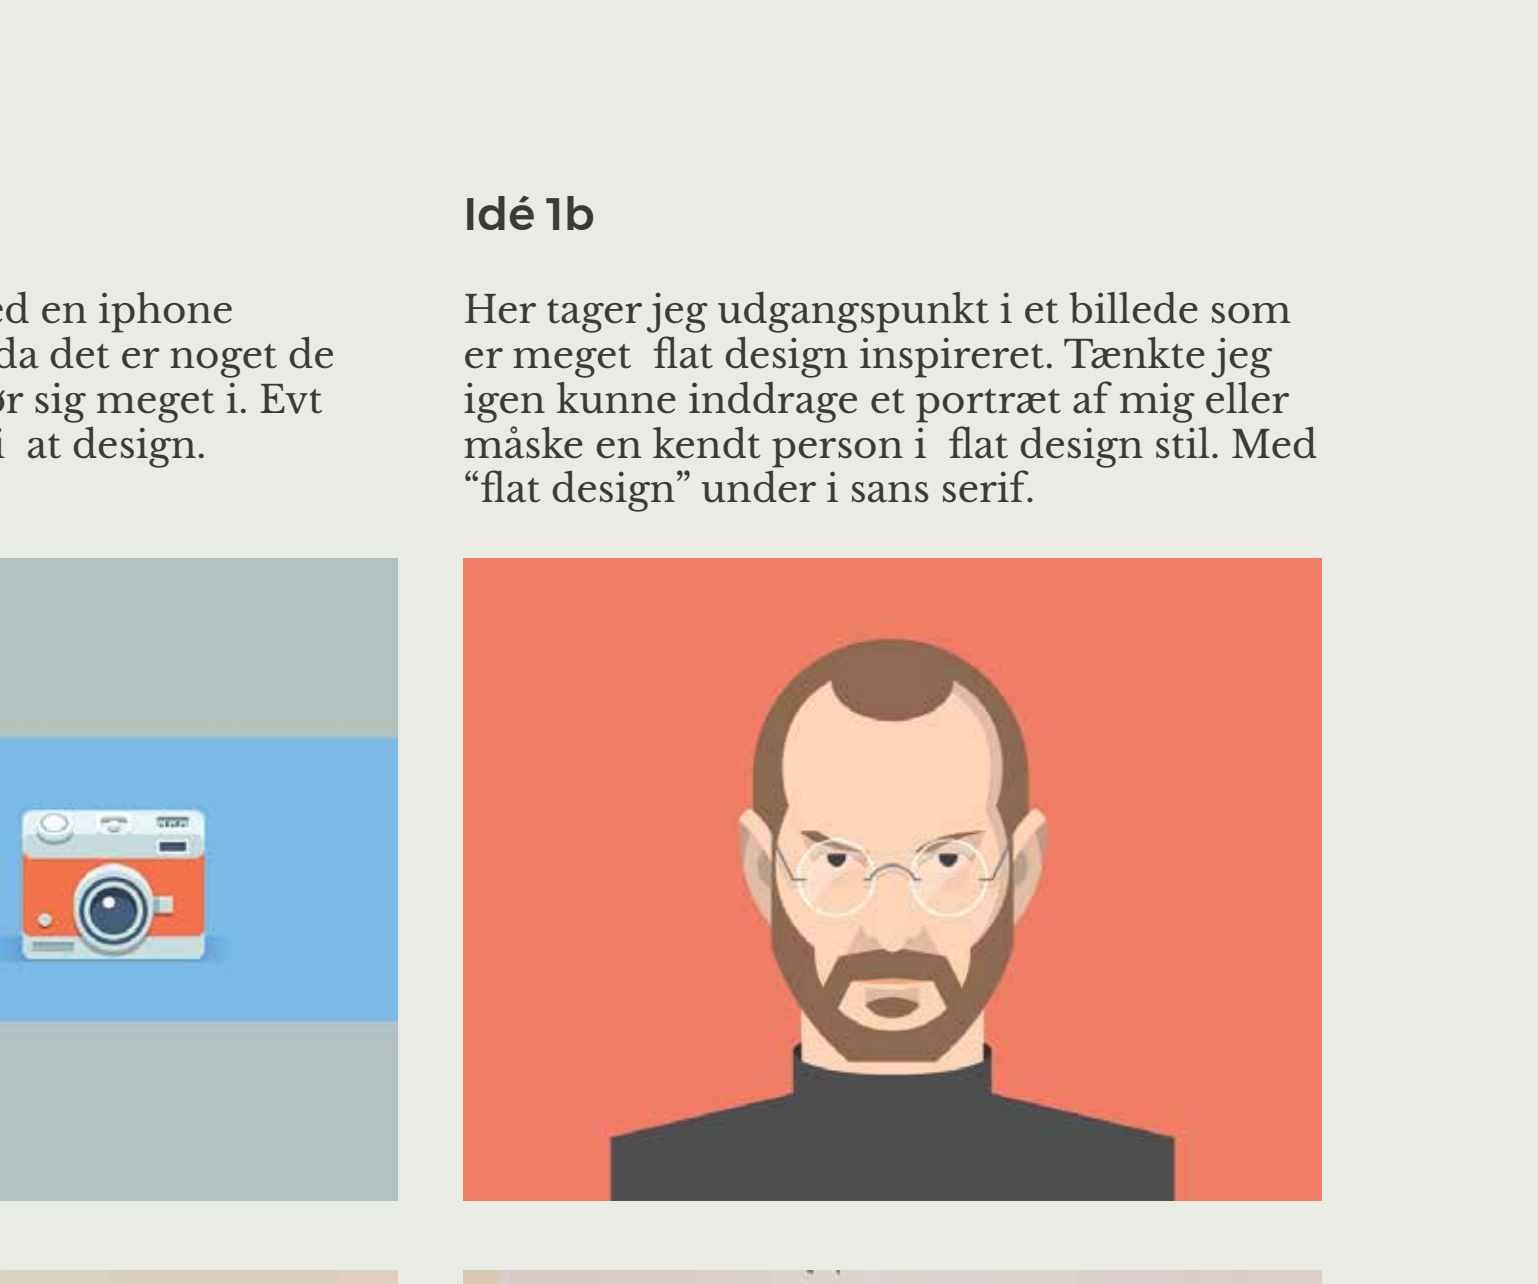 ed en iphone
da det er noget de
ør sig meget i. Evt
i at design.
Idé 1b
Her tager jeg udgangspunkt i et billede som
er meget flat design inspireret. Tænkte jeg
igen kunne inddrage et portræt af mig eller
måske en kendt person i flat design stil. Med
“flat design” under i sans serif.